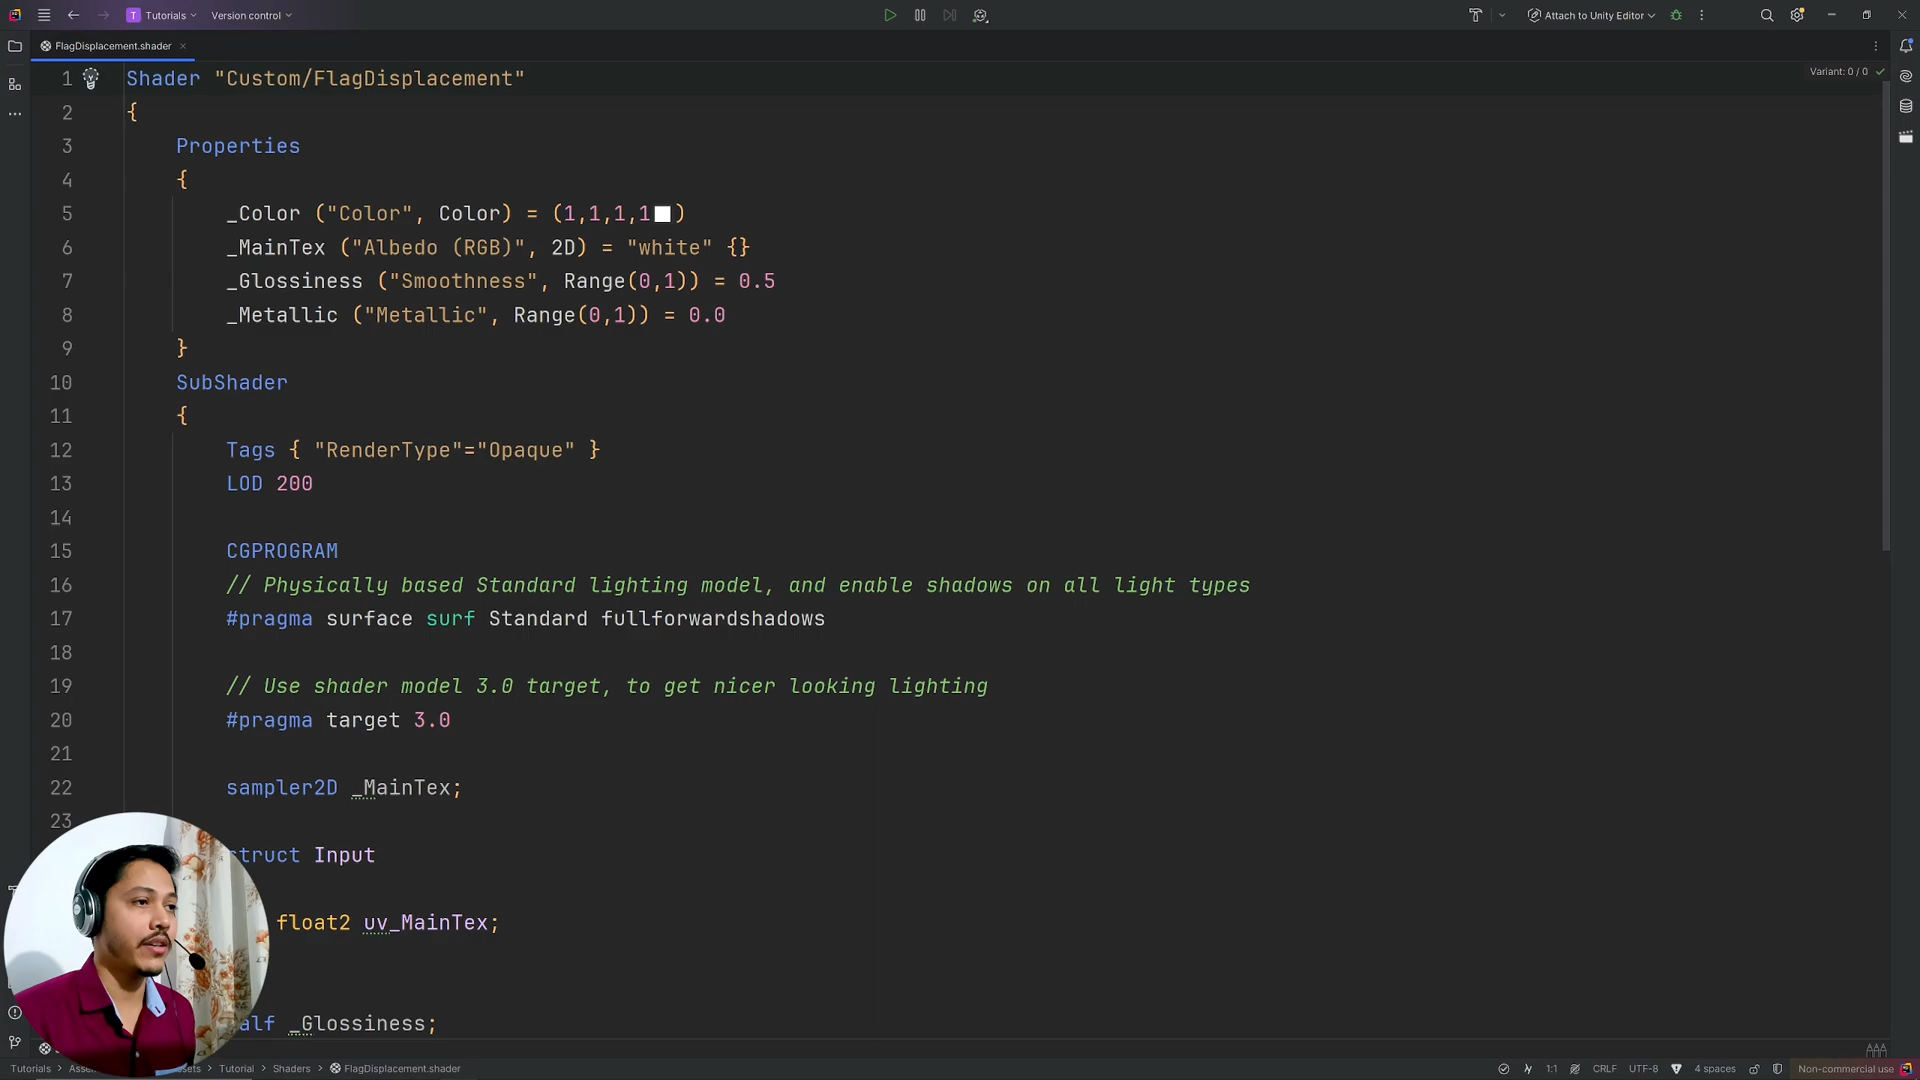 T Tutorials Version control Attach to Unity Editor
FlagDisplacement.shader
Variant: 0 / 0
1 Shader "Custom/FlagDisplacement"
2 {
3 Properties
4 {
5 _Color ("Color", Color) = (1,1,1,1 )
6 _MainTex ("Albedo (RGB)", 2D) = "white" {}
7 _Glossiness ("Smoothness", Range(0,1)) = 0.5
8 _Metallic ("Metallic", Range(0,1)) = 0.0
9 }
10 SubShader
11 {
12 Tags { "RenderType"="Opaque" }
13 LOD 200
14
15 CGPROGRAM
16 // Physically based Standard lighting model, and enable shadows on all light types
17 #pragma surface surf Standard fullforwardshadows
18
19 // Use shader model 3.0 target, to get nicer looking lighting
20 #pragma target 3.0
21
22 sampler2D _MainTex;
23
truct Input
float2 uv_MainTex;
alf _Glossiness;
Tutorials Asse sets Tutorial Shaders FlagDisplacement.shader 1:1 CRLF UTF-8 4 spaces Non-commercial use